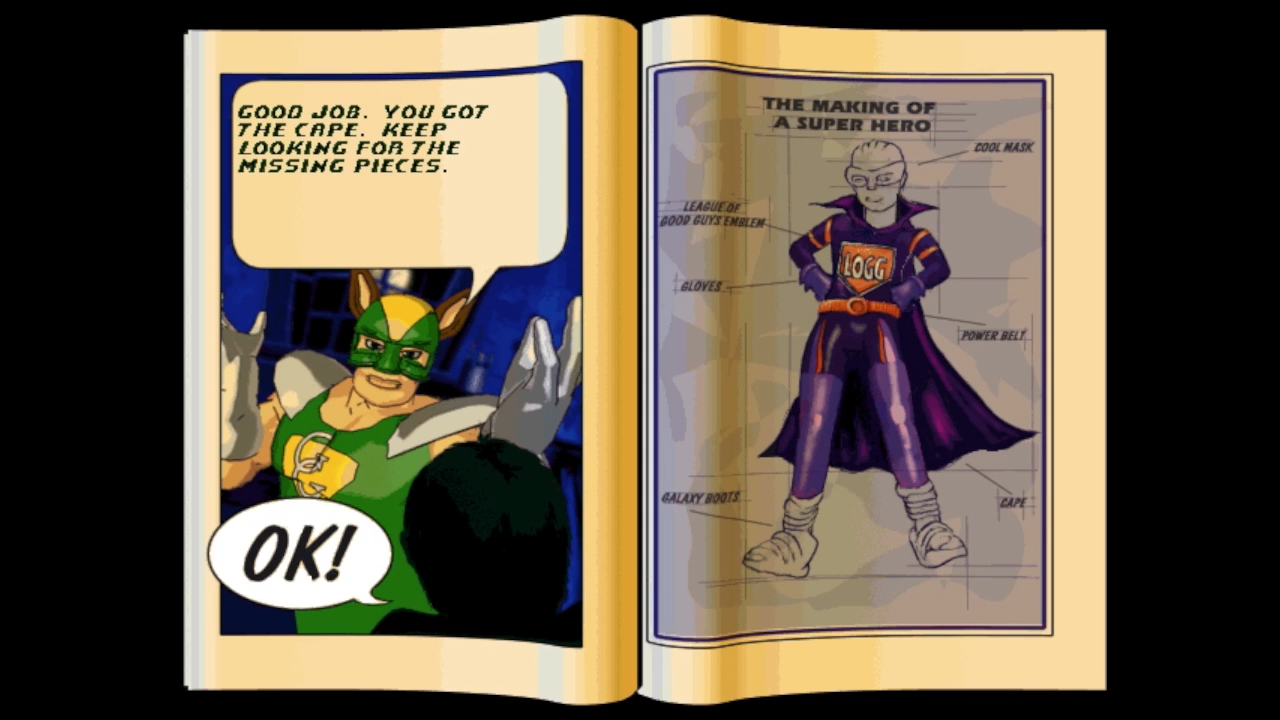 GOOD JOB. YOU GOT
THE CAPE. KEEP
LOOKING FOR THE
MISSING PIECES.
OK!
THE MAKING OF
A SUPER HERO
COOL MASK
LEAGUE OF
GOOD GUYS EMBLEM
LOGG
GLOVES
POWER BELT
GALAXY BOOTS
CAPE